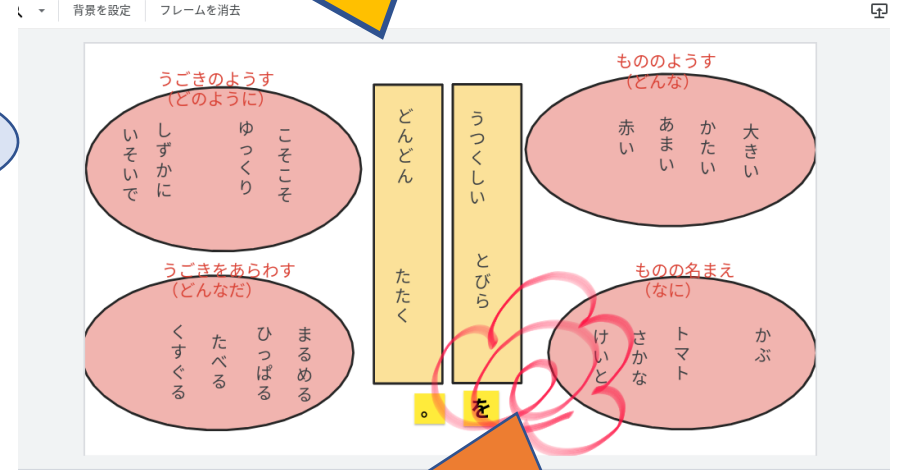 背景を設定 フレームを消去
もののようす
（どんな）
大きい
かたい
あまい
赤い
ものの名まえ
（なに）
かぶ
トマト
さかな
けいと
うつくしい とびら
を
どんどん たたく
。
うごきのようす
（どのように）
こそこそ
ゆっくり
しずかに
いそいで
うごきをあらわす
（どんなだ）
まるめる
ひっぱる
たべる
くすぐる